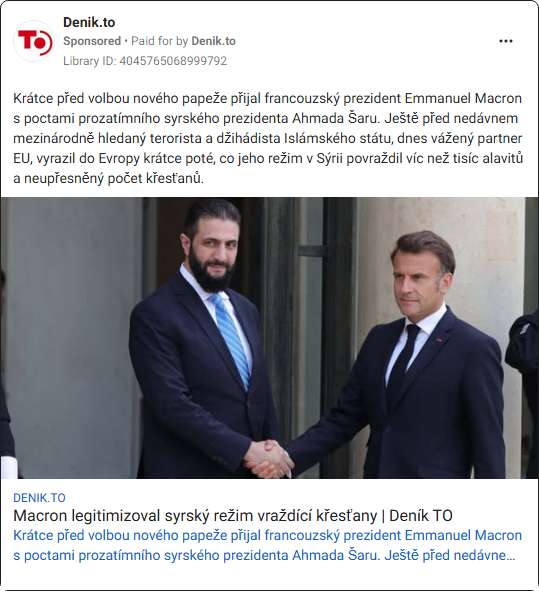 Denik.to
Sponsored • Paid for by Denik.to
Library ID: 4045765068999792
TO
Krátce před volbou nového papeže přijal francouzský prezident Emmanuel Macron
s poctami prozatímního syrského prezidenta Ahmada Šaru. Ještě před nedávnem
mezinárodně hledaný terorista a džihádista Islámského státu, dnes vážený partner
EU, vyrazil do Evropy krátce poté, co jeho režim v Sýrii povraždil víc než tisíc alavitů
a neupřesněný počet křesťanů.
DENIK.TO
Macron legitimizoval syrský režim vraždící křesťany | Deník TO
Krátce před volbou nového papeže přijal francouzský prezident Emmanuel Macron
s poctami prozatímního syrského prezidenta Ahmada Šaru. Ještě před nedávne...